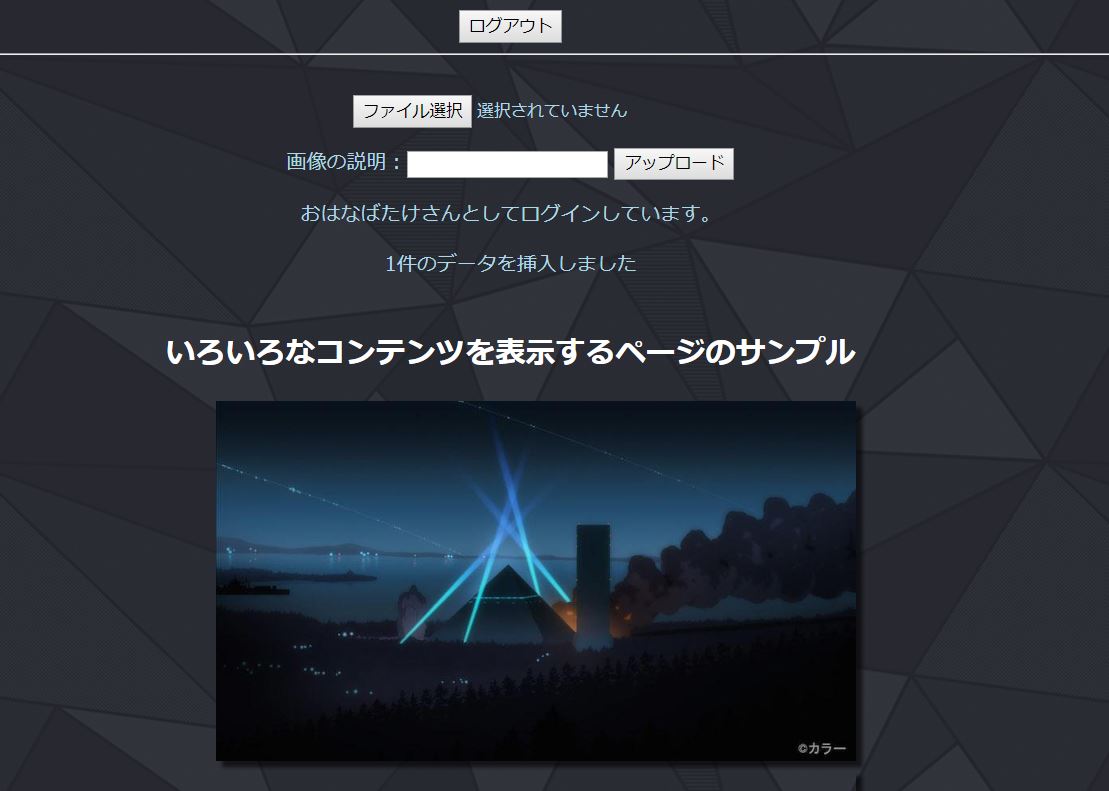 ログアウト
ファイル選択 選択されていません
画像の説明： アップロード
おはなばたけさんとしてログインしています。
1件のデータを挿入しました
いろいろなコンテンツを表示するページのサンプル
©カラー